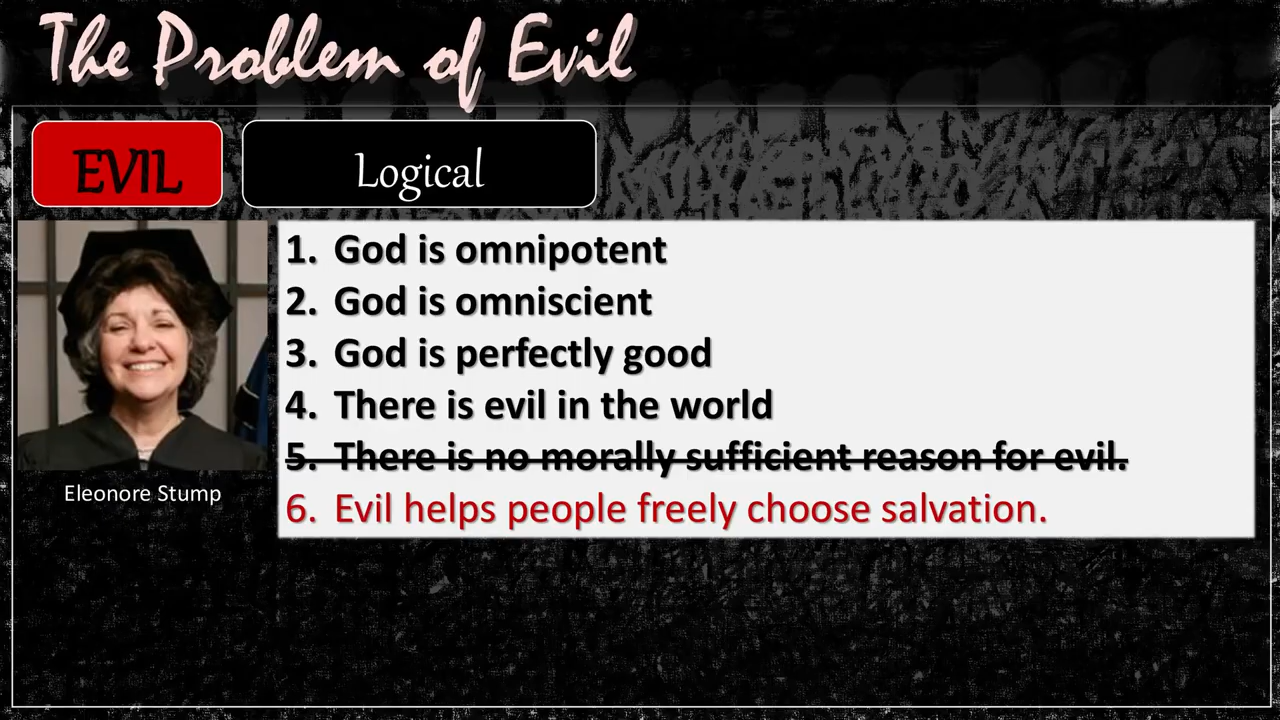 The Problem of Evil
EVIL
Logical
1. God is omnipotent
2. God is omniscient
3. God is perfectly good
4. There is evil in the world
5. There is no morally sufficient reason for evil.
6. Evil helps people freely choose salvation.
Eleonore Stump